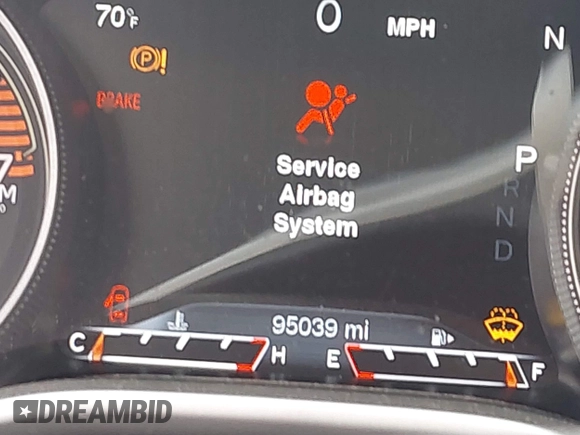 70°F
0 MPH
N
BRAKE
P
R
N
D
Service
Airbag
System
95039 mi
C H E F
DREAMBID